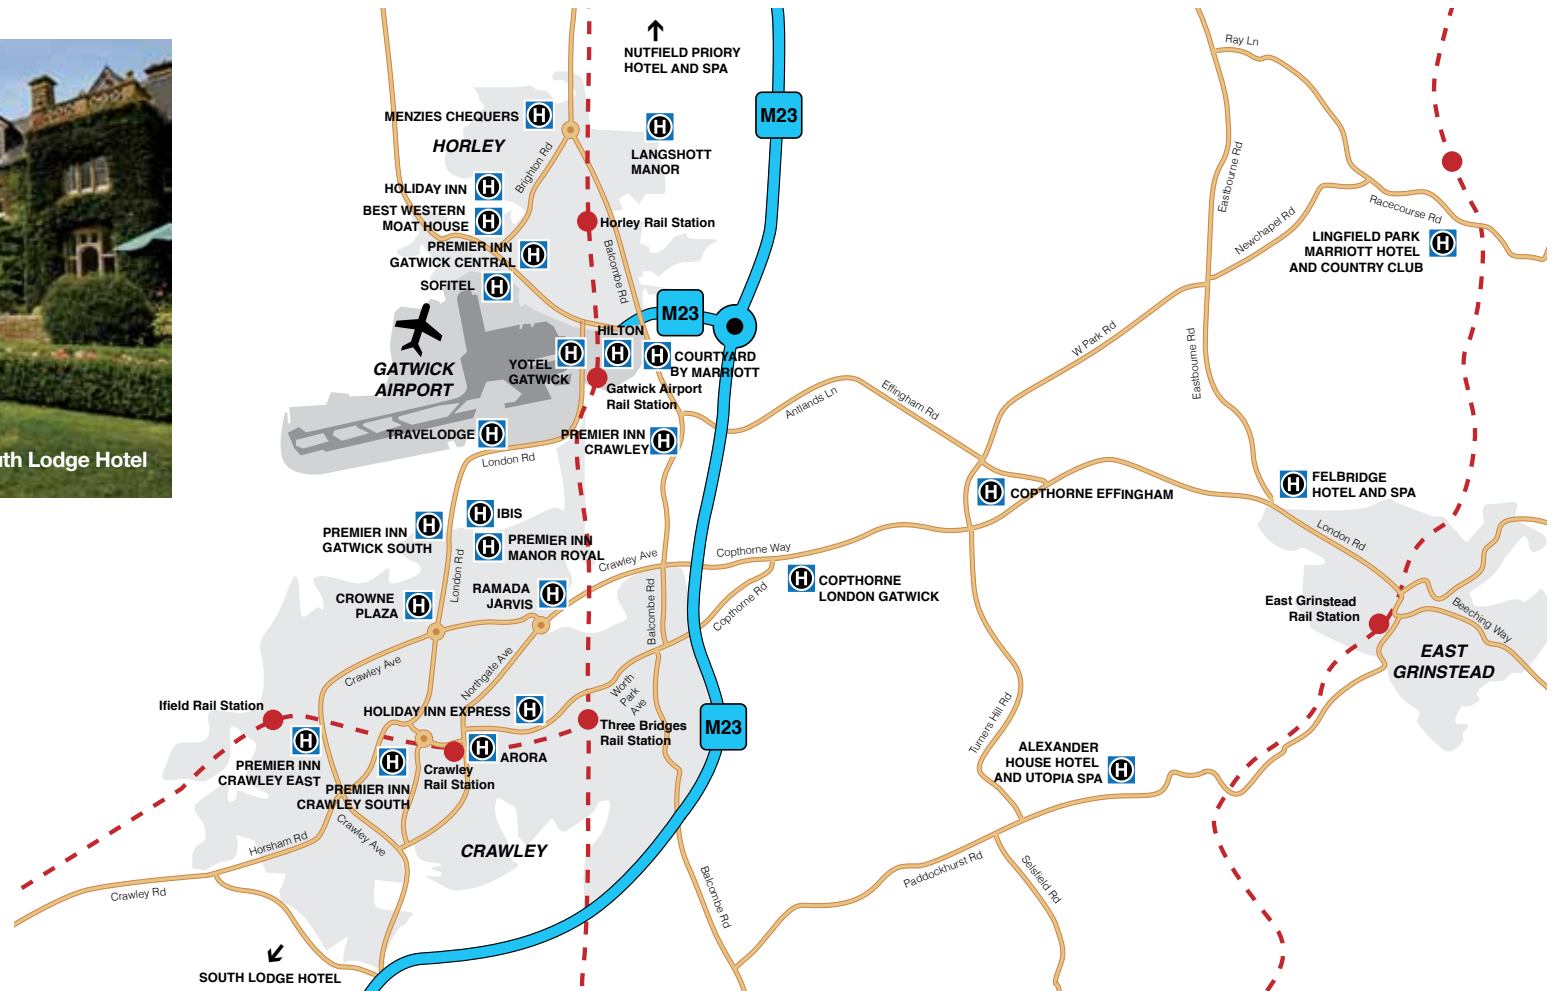 NUTFIELD PRIORY
HOTEL AND SPA
M23
Ray Ln
MENZIES CHEQUERS
H
HORLEY
Brighton Rd
H
LANGSHOTT
MANOR
HOLIDAY INN
H
BEST WESTERN
MOAT HOUSE
H
Horley Rail Station
PREMIER INN
GATWICK CENTRAL
H
SOFITEL
H
Balcombe Rd
Eastbourne Rd
Newchapel Rd
Racecourse Rd
LINGFIELD PARK
MARRIOTT HOTEL
AND COUNTRY CLUB
H
M23
HILTON
H
YOTEL
GATWICK
H
H
COURTYARD
BY MARRIOTT
GATWICK
AIRPORT
Gatwick Airport
Rail Station
W Park Rd
Eastbourne Rd
Antlands Ln
Effingham Rd
TRAVELODGE
H
PREMIER INN
CRAWLEY
H
London Rd
uth Lodge Hotel
H
COPTHORNE EFFINGHAM
H
FELBRIDGE
HOTEL AND SPA
London Rd
H
IBIS
PREMIER INN
GATWICK SOUTH
H
H
PREMIER INN
MANOR ROYAL
London Rd
Crawley Ave
Copthorne Way
RAMADA
JARVIS
H
CROWNE
PLAZA
H
Balcombe Rd
Copthorne Rd
H
COPTHORNE
LONDON GATWICK
East Grinstead
Rail Station
Beeching Way
EAST
GRINSTEAD
Crawley Ave
Northgate Ave
Worth
Park
Ave
Ifield Rail Station
HOLIDAY INN EXPRESS
H
Three Bridges
Rail Station
M23
Turners Hill Rd
H
PREMIER INN
CRAWLEY EAST
H
PREMIER INN
CRAWLEY SOUTH
H
ARORA
Crawley
Rail Station
ALEXANDER
HOUSE HOTEL
AND UTOPIA SPA
H
Horsham Rd
Crawley Ave
CRAWLEY
Crawley Rd
Balcombe Rd
Paddockhurst Rd
Selsfield Rd
SOUTH LODGE HOTEL